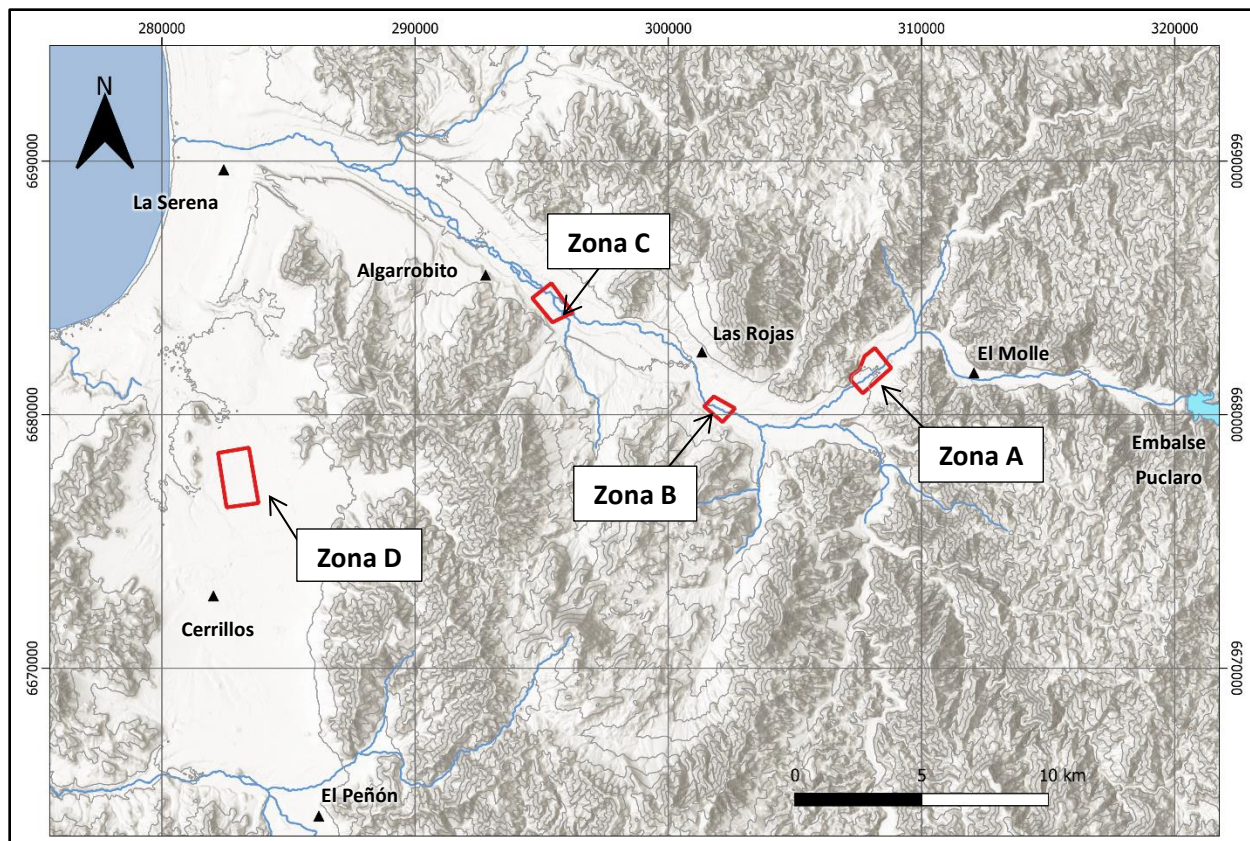 280000
290000
300000
310000
320000
N
6690000
6690000
La Serena
Zona C
Algarrobito
Las Rojas
El Molle
6680000
6680000
Zona A
Embalse
Puclaro
Zona B
Zona D
Cerrillos
6670000
6670000
El Peñón
0
5
10 km